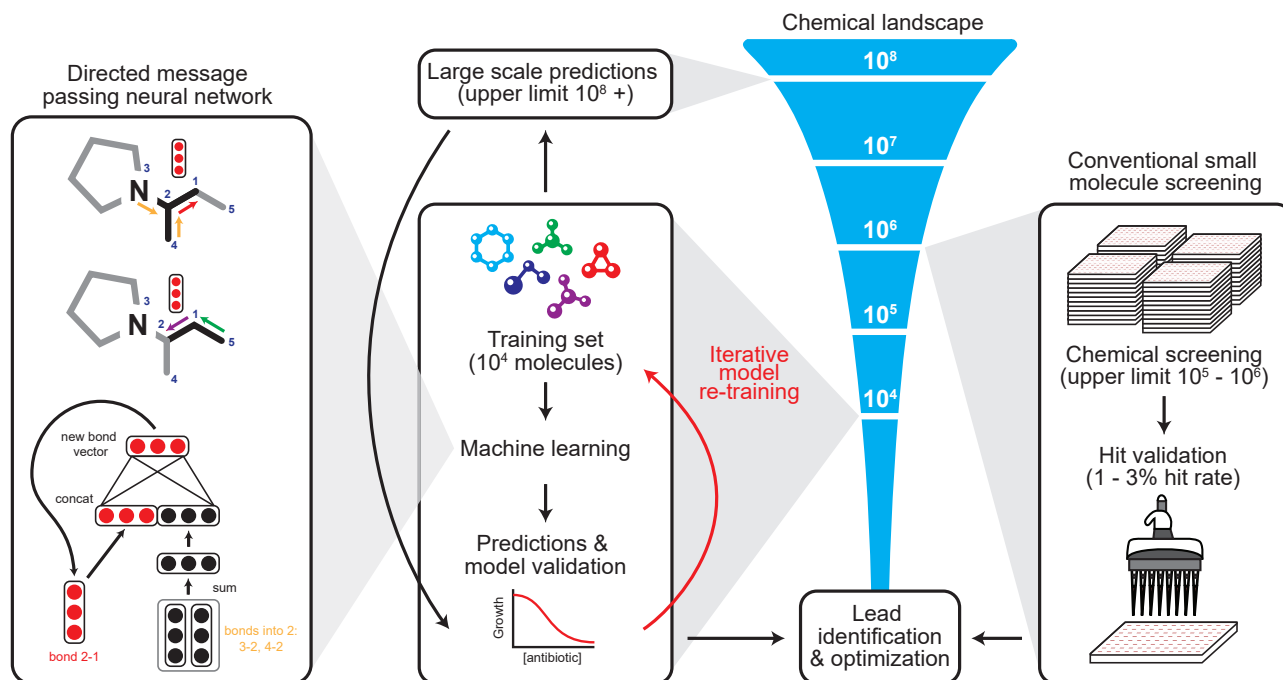 Directed message
passing neural network
3
1
N
2
5
4
3
1
N
2
5
4
new bond
vector
concat
sum
bonds into 2:
3-2, 4-2
bond 2-1
Large scale predictions
(upper limit 10⁸ +)
Training set
(10⁴ molecules)
Machine learning
Predictions &
model validation
Growth
[antibiotic]
Iterative
model
re-training
Chemical landscape
10⁸
10⁷
10⁶
10⁵
10⁴
Lead
identification
& optimization
Conventional small
molecule screening
Chemical screening
(upper limit 10⁵ - 10⁶)
Hit validation
(1 - 3% hit rate)